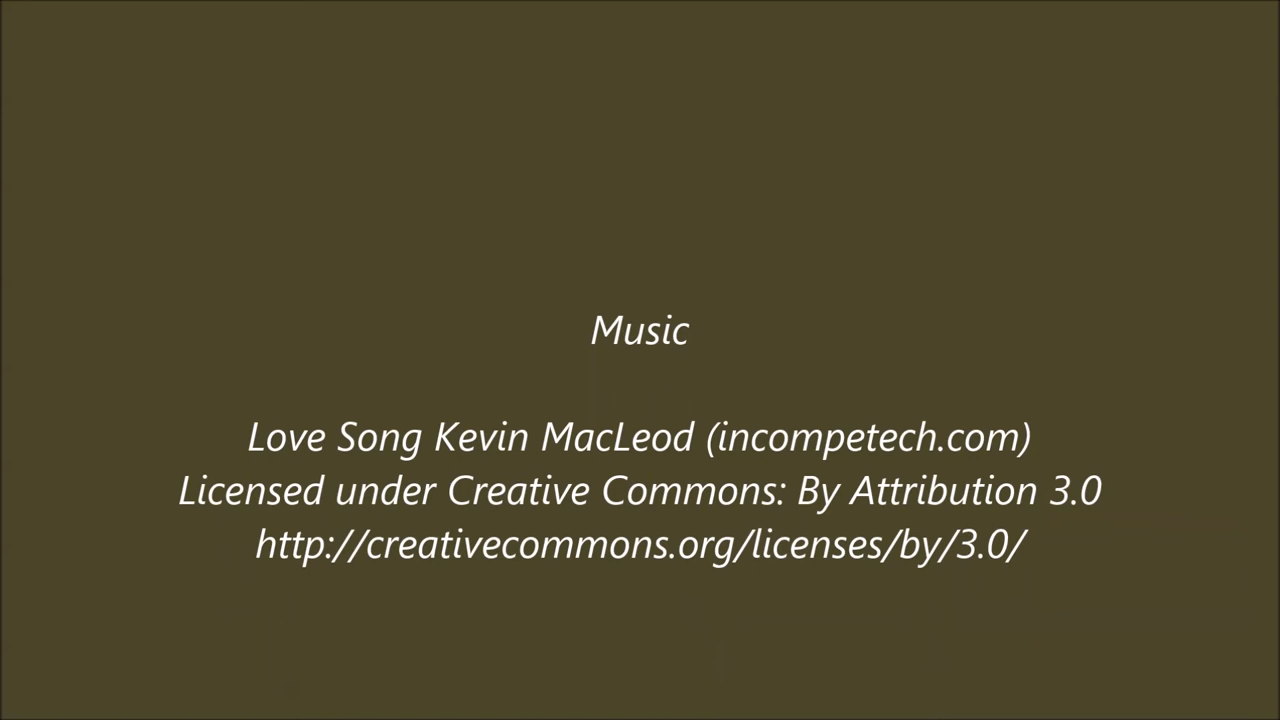 Music
Love Song Kevin MacLeod (incompetech.com)
Licensed under Creative Commons: By Attribution 3.0
http://creativecommons.org/licenses/by/3.0/